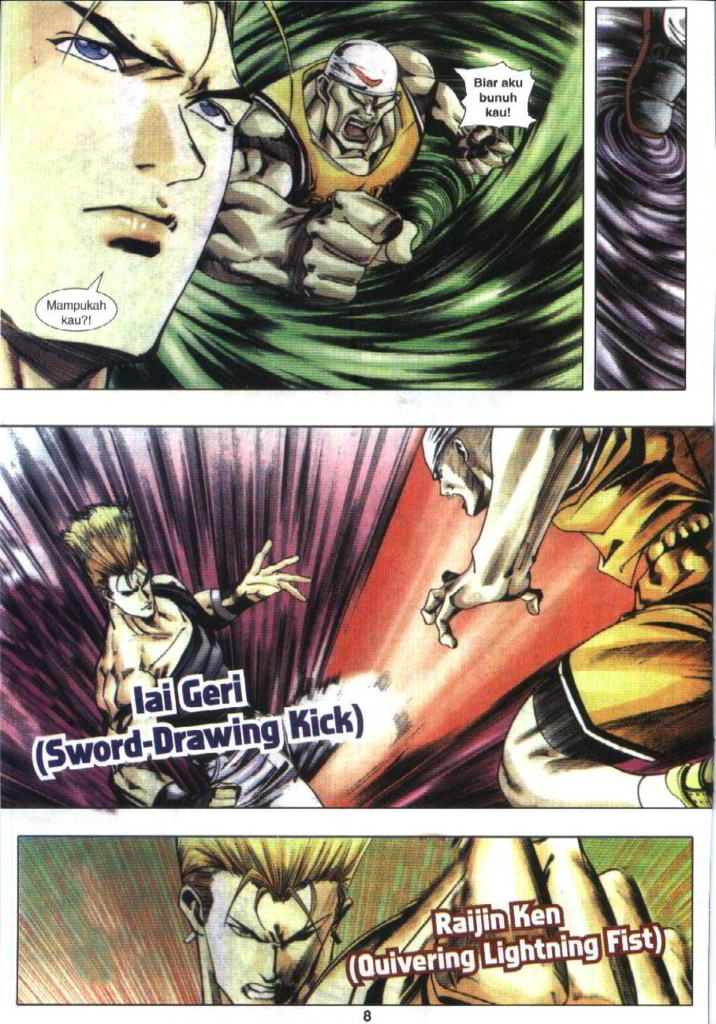 Biar aku
bunuh
kau!
Mampukah
kau?!
Iai Geri
(Sword-Drawing Kick)
Raijin Ken
(Quivering Lightning Fist)
8